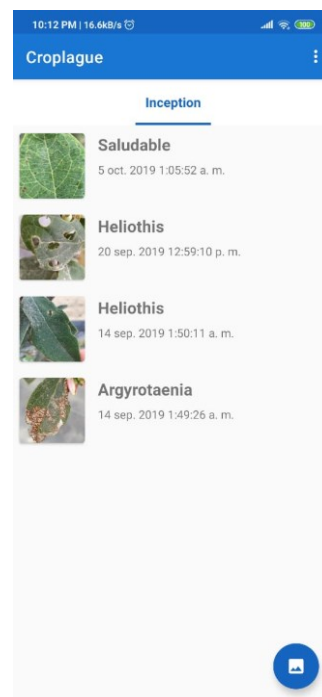 10:12 PM | 16.6kB/s
100
Croplague
Inception
Saludable
5 oct. 2019 1:05:52 a. m.
Heliothis
20 sep. 2019 12:59:10 p. m.
Heliothis
14 sep. 2019 1:50:11 a. m.
Argyrotaenia
14 sep. 2019 1:49:26 a. m.